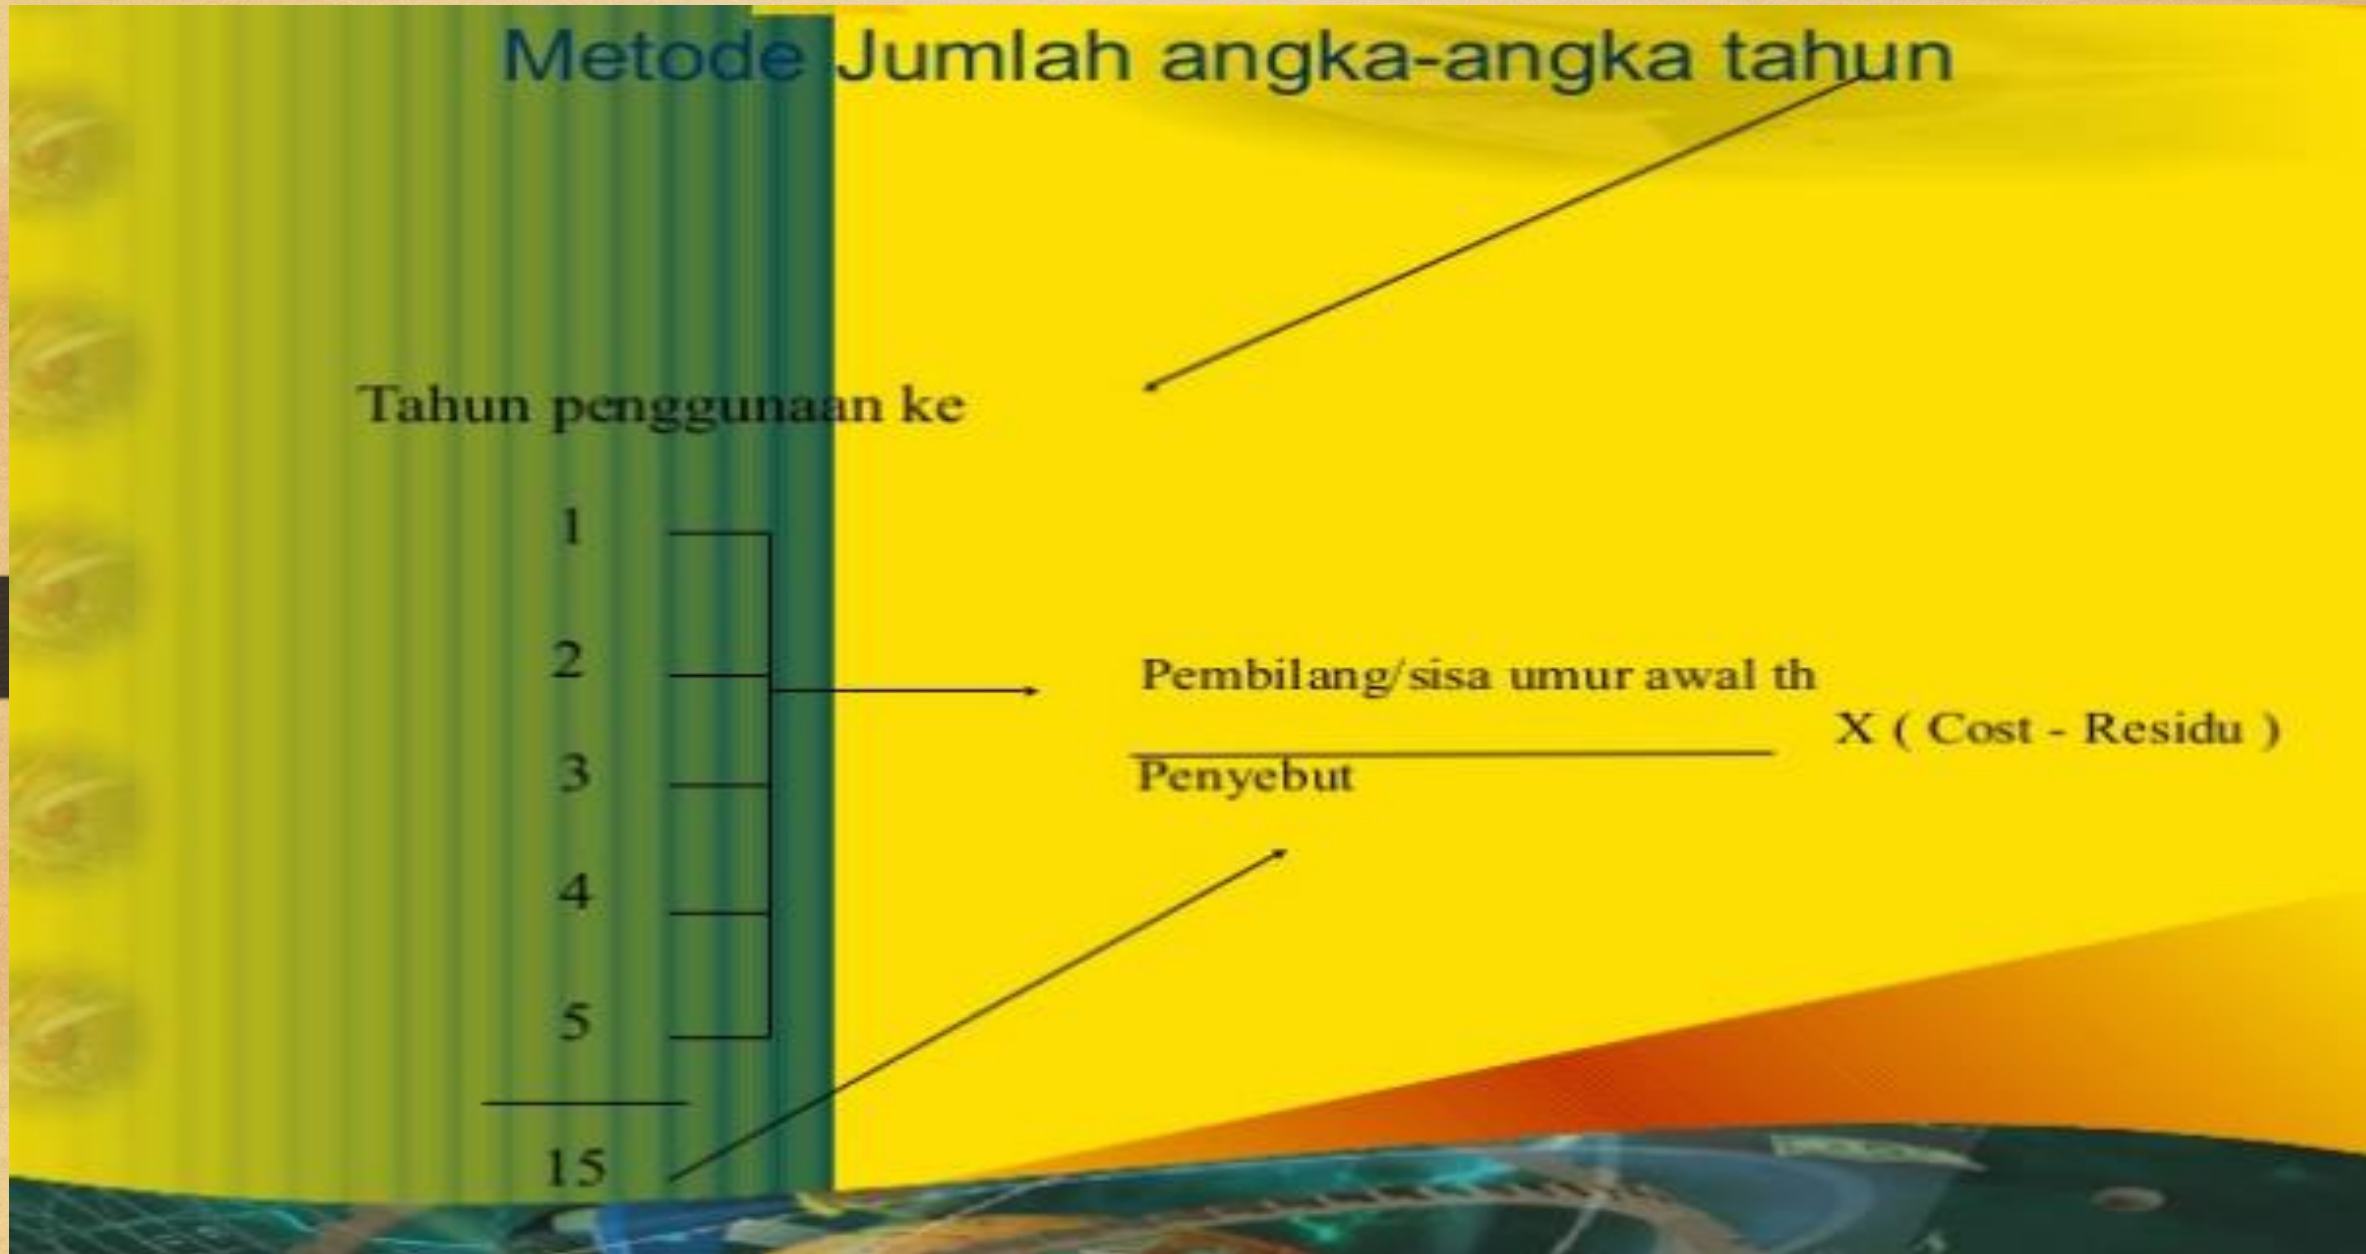 Metode Jumlah angka-angka tahun
Tahun penggunaan ke
1
2
3
4
5
15
Pembilang/sisa umur awal th
X ( Cost - Residu )
Penyebut